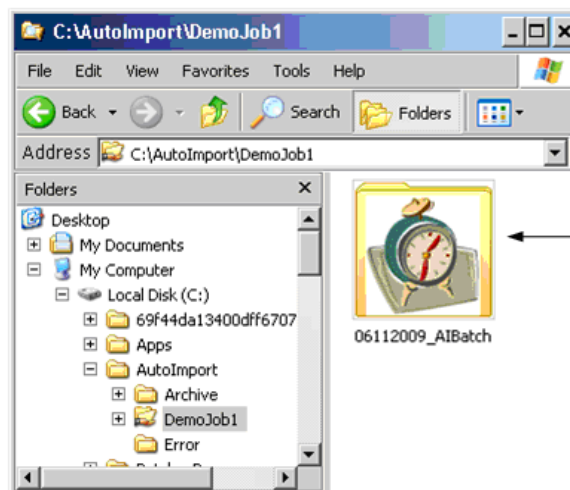 C:\AutoImport\DemoJob1
File Edit View Favorites Tools Help
Back Search Folders
Address C:\AutoImport\DemoJob1
Folders
Desktop
My Documents
My Computer
Local Disk (C:)
69f44da13400dff6707
Apps
AutoImport
Archive
DemoJob1
Error
06112009_AIBatch